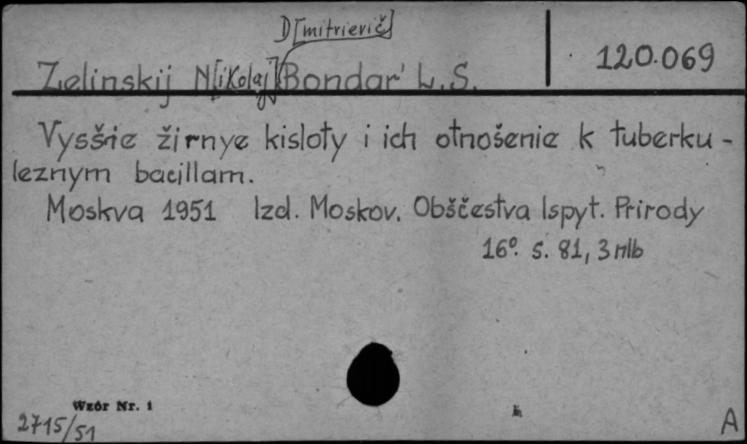 D[mitrievič]
120.069
Zelinskij N[ikolaj] Bondar' L.S.
Vysšie žirnye kisloty i ich otnošenie k tuberku-
leznym bacillam.
Moskva 1951 Izd. Moskov. Obščestva Ispyt. Prirody
16°. s. 81, 3 nlb
Wzór Nr. 1
2715/51
A